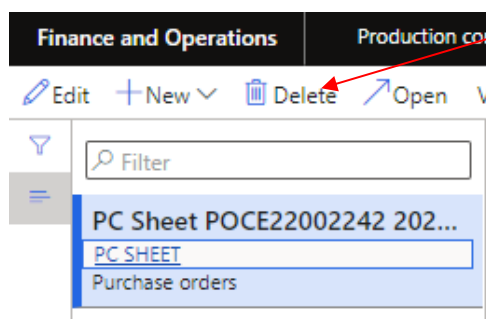 Finance and Operations Production co
Edit New Delete Open
Filter
PC Sheet POCE22002242 202...
PC SHEET
Purchase orders